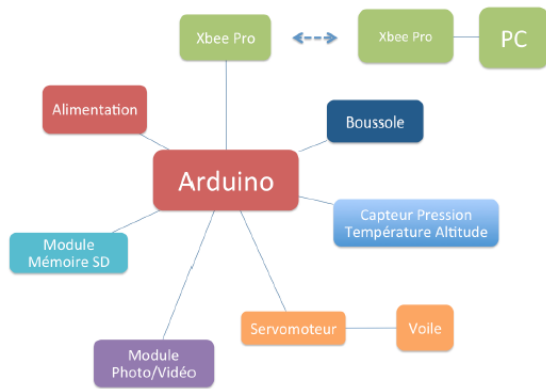 Xbee Pro
Xbee Pro
PC
Alimentation
Boussole
Arduino
Capteur Pression
Température Altitude
Module
Mémoire SD
Servomoteur
Voile
Module
Photo/Vidéo